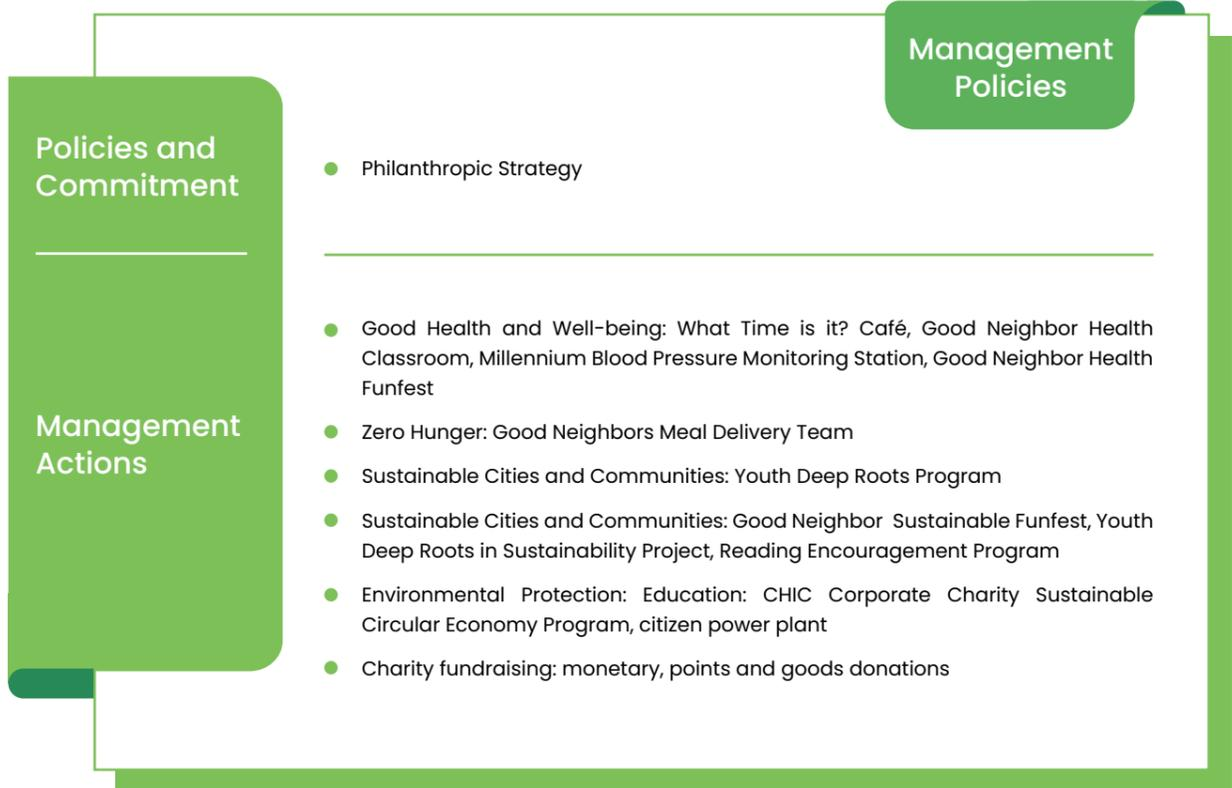 Management
Policies
Policies and
Commitment
Philanthropic Strategy
Management
Actions
Good Health and Well-being: What Time is it? Café, Good Neighbor Health
Classroom, Millennium Blood Pressure Monitoring Station, Good Neighbor Health
Funfest
Zero Hunger: Good Neighbors Meal Delivery Team
Sustainable Cities and Communities: Youth Deep Roots Program
Sustainable Cities and Communities: Good Neighbor  Sustainable Funfest, Youth
Deep Roots in Sustainability Project, Reading Encouragement Program
Environmental Protection: Education: CHIC Corporate Charity Sustainable
Circular Economy Program, citizen power plant
Charity fundraising: monetary, points and goods donations